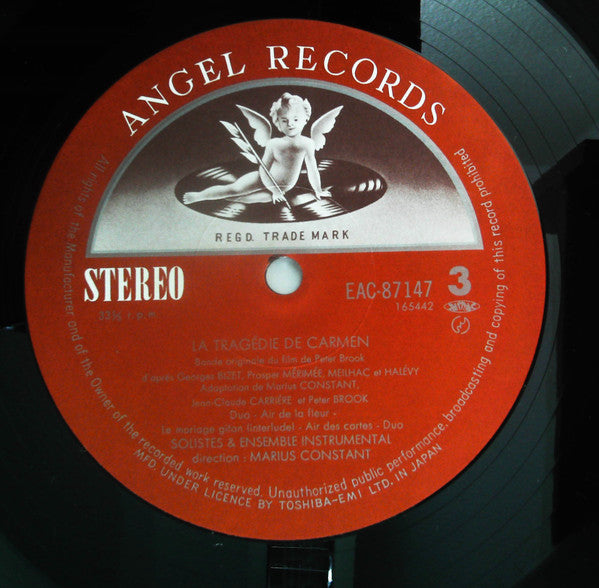 ANGEL RECORDS
REGD. TRADE MARK
STEREO
33⅓ r.p.m.
EAC-87147 3
165442
LA TRAGÉDIE DE CARMEN
Bande originale du film de Peter Brook
d'après Georges BIZET, Prosper MÉRIMÉE, MEILHAC et HALÉVY
Adaptation de Marius CONSTANT,
Jean-Claude CARRIÈRE et Peter BROOK
Duo - Air de la fleur -
Le mariage gitan (interlude) - Air des cartes - Duo
SOLISTES & ENSEMBLE INSTRUMENTAL
direction : MARIUS CONSTANT
All rights of the Manufacturer and of the Owner of the recorded work reserved. Unauthorized public performance, broadcasting and copying of this record prohibited
MFD. UNDER LICENCE BY TOSHIBA-EMI LTD. IN JAPAN